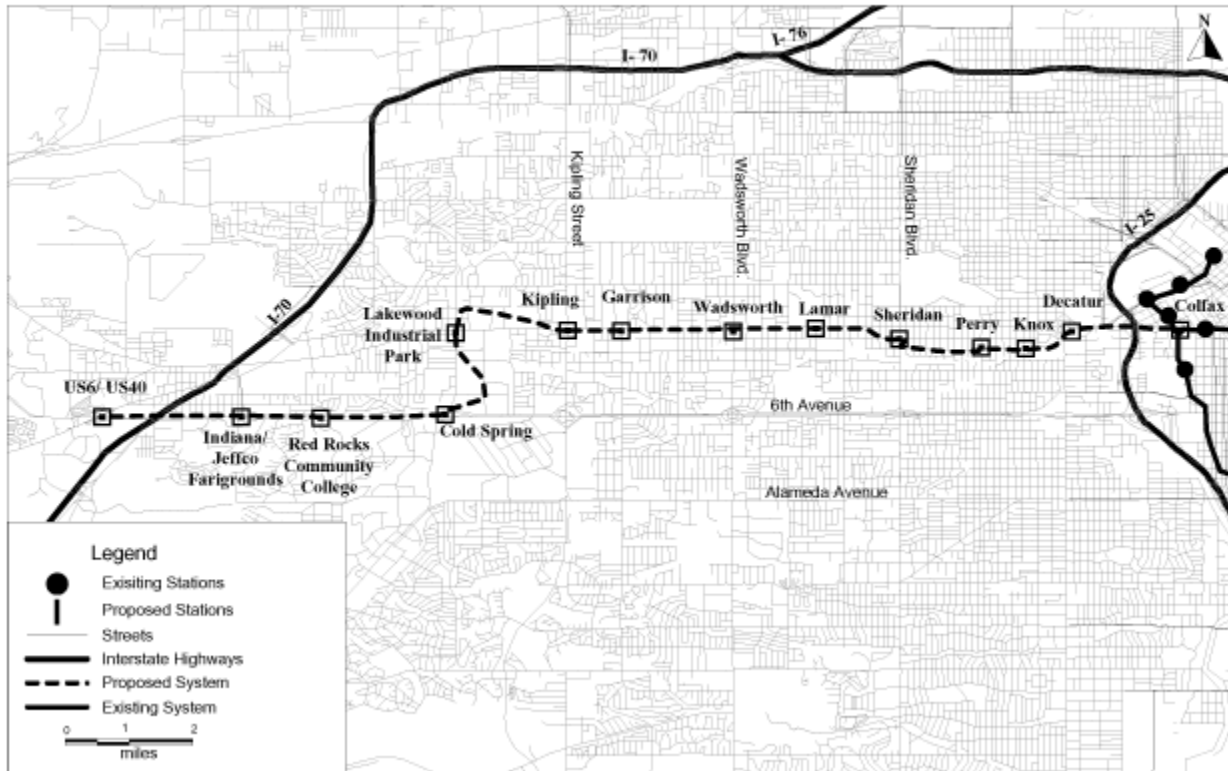 N
I- 76
I- 70
Kipling Street
Wadsworth Blvd.
Sheridan Blvd.
I- 25
I-70
Lakewood
Industrial
Park
Kipling
Garrison
Wadsworth
Lamar
Sheridan
Perry
Knox
Decatur
Colfax
US6/ US40
Indiana/
Jeffco
Farigrounds
Red Rocks
Community
College
Cold Spring
6th Avenue
Alameda Avenue
Legend
Exisiting Stations
Proposed Stations
Streets
Interstate Highways
Proposed System
Existing System
0 1 2
miles